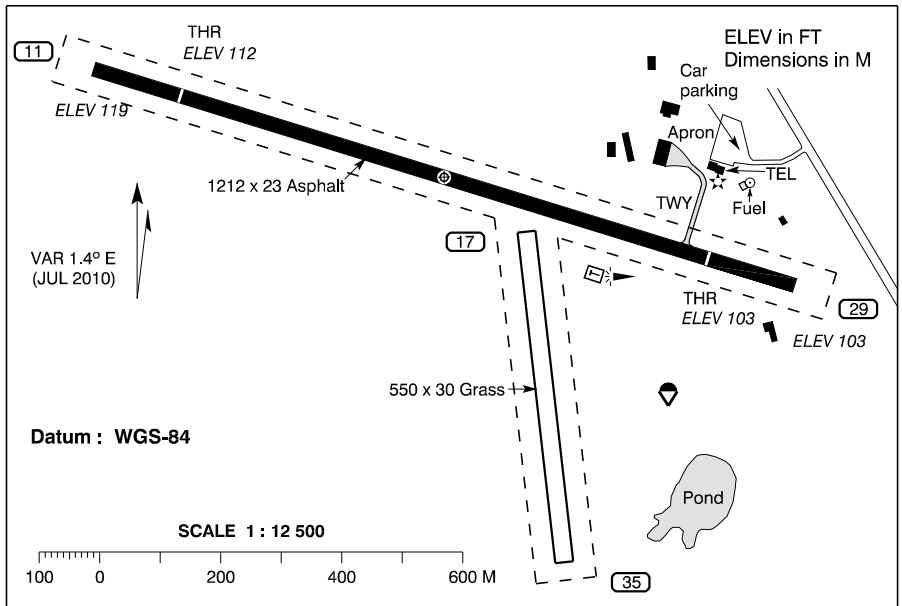 11
THR
ELEV 112
ELEV 119
ELEV in FT
Dimensions in M
Car
parking
Apron
TEL
TWY
Fuel
1212 x 23 Asphalt
17
VAR 1.4º E
(JUL 2010)
T
THR
ELEV 103
29
ELEV 103
550 x 30 Grass
Datum : WGS-84
Pond
SCALE 1 : 12 500
100 0 200 400 600 M
35